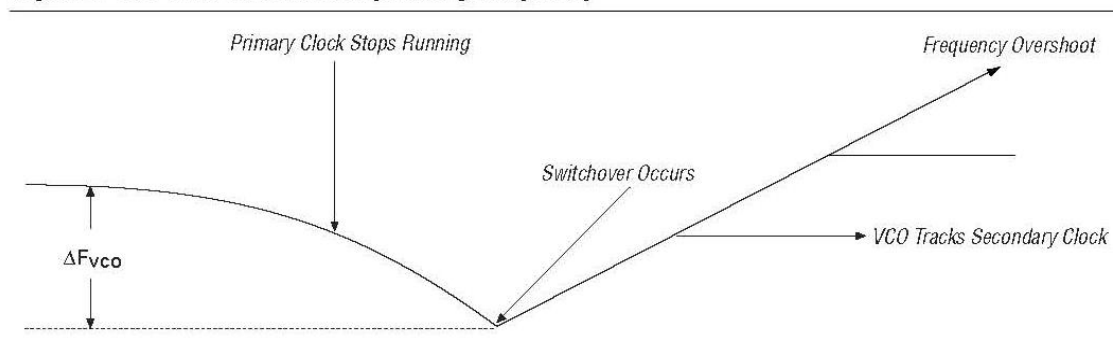 Primary Clock Stops Running
Frequency Overshoot
Switchover Occurs
VCO Tracks Secondary Clock
ΔFvco